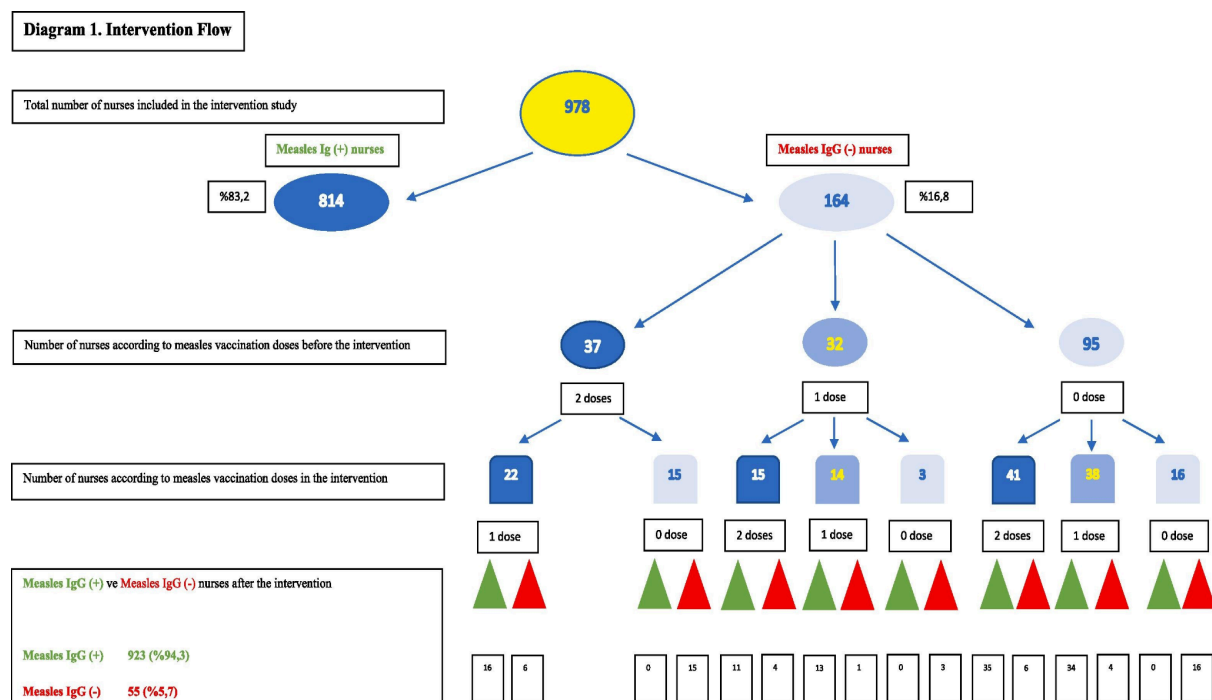 Diagram 1. Intervention Flow
Total number of nurses included in the intervention study
978
Measles Ig (+) nurses
Measles IgG (-) nurses
%83,2
814
164
%16,8
Number of nurses according to measles vaccination doses before the intervention
37
32
95
2 doses
1 dose
0 dose
Number of nurses according to measles vaccination doses in the intervention
22
15
15
14
3
41
38
16
1 dose
0 dose
2 doses
1 dose
0 dose
2 doses
1 dose
0 dose
Measles IgG (+) ve Measles IgG (-) nurses after the intervention
Measles IgG (+) 923 (%94,3)
Measles IgG (-) 55 (%5,7)
16
6
0
15
11
4
13
1
0
3
35
6
34
4
0
16